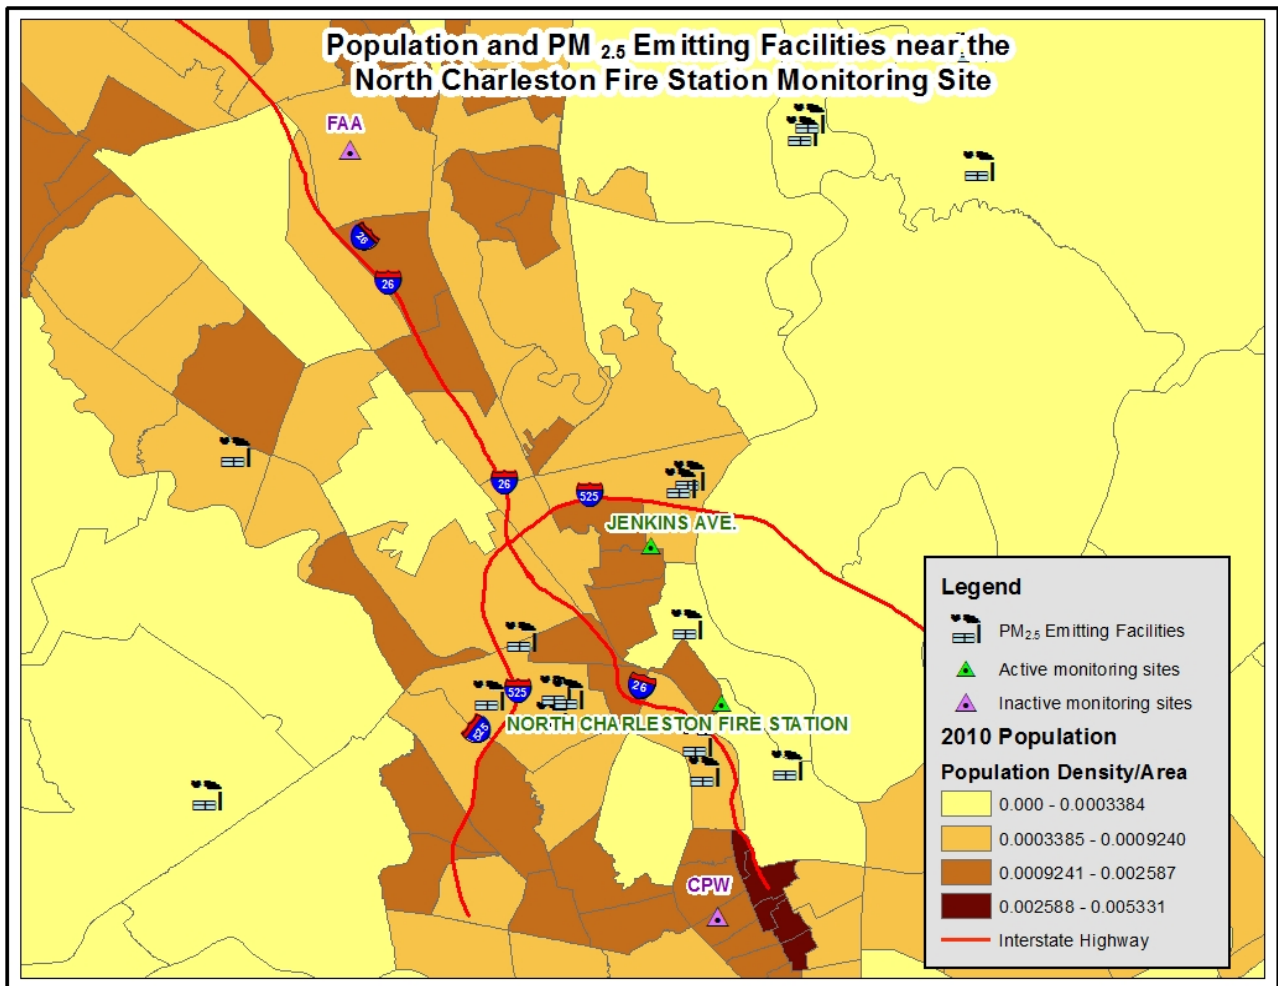 Population and PM 2.5 Emitting Facilities near the
North Charleston Fire Station Monitoring Site
FAA
26
26
26
525
JENKINS AVE.
525
26
525
NORTH CHARLESTON FIRE STATION
CPW
Legend
PM2.5 Emitting Facilities
Active monitoring sites
Inactive monitoring sites
2010 Population
Population Density/Area
0.000 - 0.0003384
0.0003385 - 0.0009240
0.0009241 - 0.002587
0.002588 - 0.005331
Interstate Highway